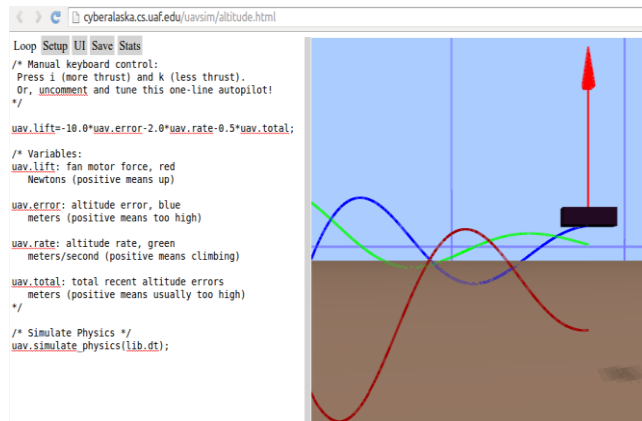 cyberalaska.cs.uaf.edu/uavsim/altitude.html
Loop Setup UI Save Stats
/* Manual keyboard control:
Press i (more thrust) and k (less thrust).
Or, uncomment and tune this one-line autopilot!
*/
uav.lift=-10.0*uav.error-2.0*uav.rate-0.5*uav.total;
/* Variables:
uav.lift: fan motor force, red
Newtons (positive means up)
uav.error: altitude error, blue
meters (positive means too high)
uav.rate: altitude rate, green
meters/second (positive means climbing)
uav.total: total recent altitude errors
meters (positive means usually too high)
*/
/* Simulate Physics */
uav.simulate_physics(lib.dt);